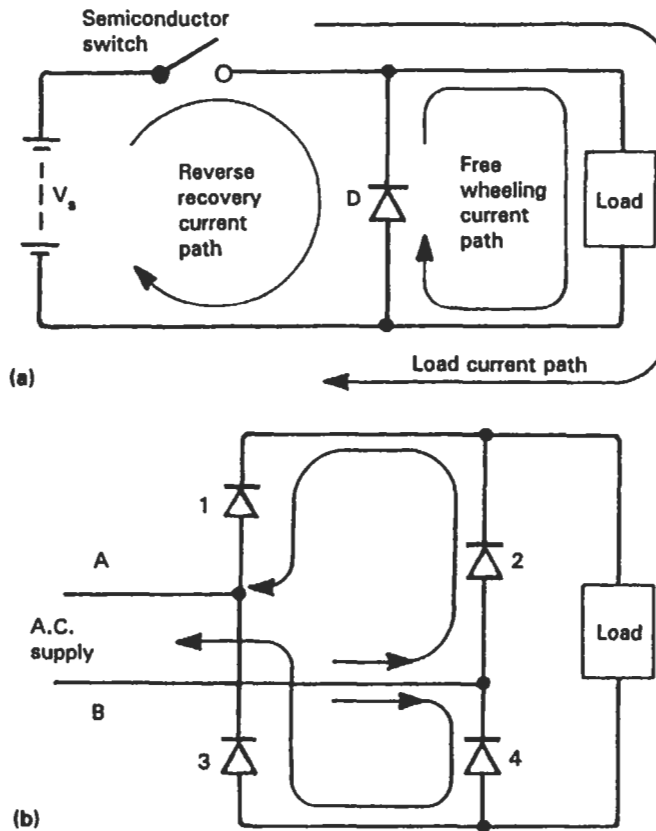 Semiconductor
switch
V_s
Reverse
recovery
current
path
D
Free
wheeling
current
path
Load
Load current path
(a)
1
2
A
A.C.
supply
Load
B
3
4
(b)